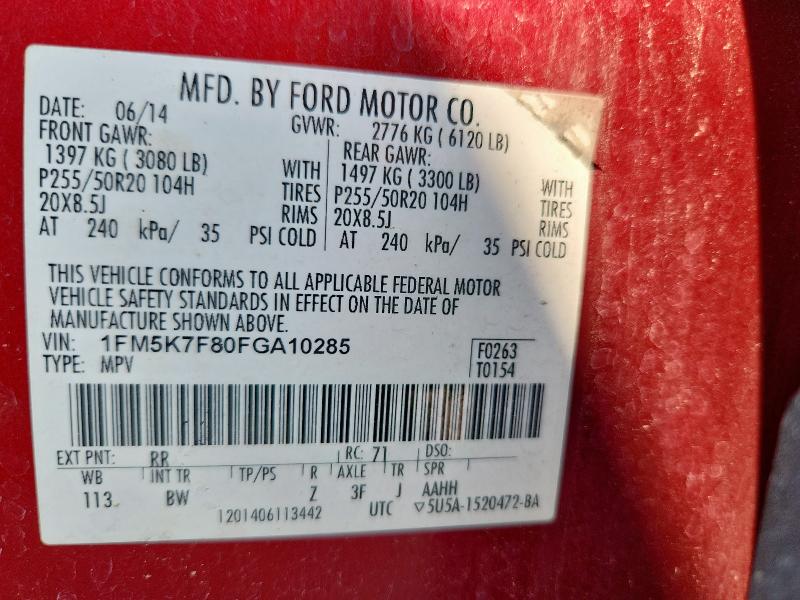 MFD. BY FORD MOTOR CO.
DATE: 06/14 GVWR: 2776 KG ( 6120 LB)
FRONT GAWR: REAR GAWR:
1397 KG ( 3080 LB) WITH 1497 KG ( 3300 LB) WITH
P255/50R20 104H TIRES P255/50R20 104H TIRES
20X8.5J RIMS 20X8.5J RIMS
AT 240 kPa/ 35 PSI COLD AT 240 kPa/ 35 PSI COLD
THIS VEHICLE CONFORMS TO ALL APPLICABLE FEDERAL MOTOR
VEHICLE SAFETY STANDARDS IN EFFECT ON THE DATE OF
MANUFACTURE SHOWN ABOVE.
VIN: 1FM5K7F80FGA10285 F0263
TYPE: MPV T0154
EXT PNT: RR RC: 71 DSO:
WB INT TR TP/PS R AXLE TR SPR
113 BW Z 3F J AAHH
1201406113442 UTC ▽5U5A-1520472-BA